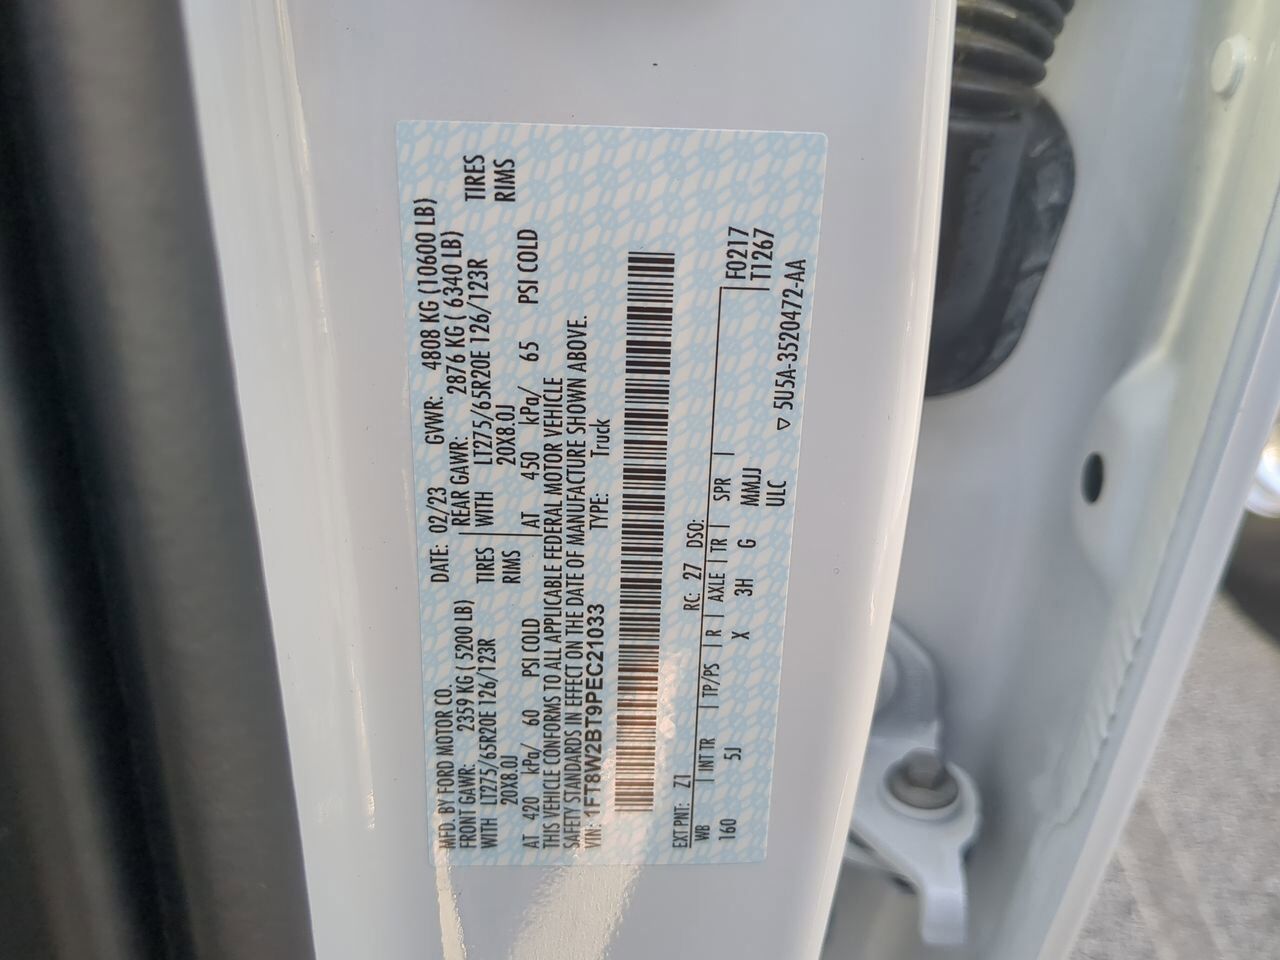 MFD. BY FORD MOTOR CO. DATE: 02/23 GVWR: 4808 KG (10600 LB)
FRONT GAWR: 2359 KG ( 5200 LB) REAR GAWR: 2876 KG ( 6340 LB)
WITH LT275/65R20E 126/123R TIRES WITH LT275/65R20E 126/123R TIRES
20X8.0J RIMS 20X8.0J RIMS
AT 420 kPa/ 60 PSI COLD AT 450 kPa/ 65 PSI COLD
THIS VEHICLE CONFORMS TO ALL APPLICABLE FEDERAL MOTOR VEHICLE
SAFETY STANDARDS IN EFFECT ON THE DATE OF MANUFACTURE SHOWN ABOVE.
VIN: 1FT8W2BT9PEC21033 TYPE: Truck
EXT PNT: Z1 RC: 27 DSO: F0217
WB INT TR TP/PS R AXLE TR SPR T1267
160 5J X 3H G MMJJ
ULC ▽ 5U5A-3520472-AA